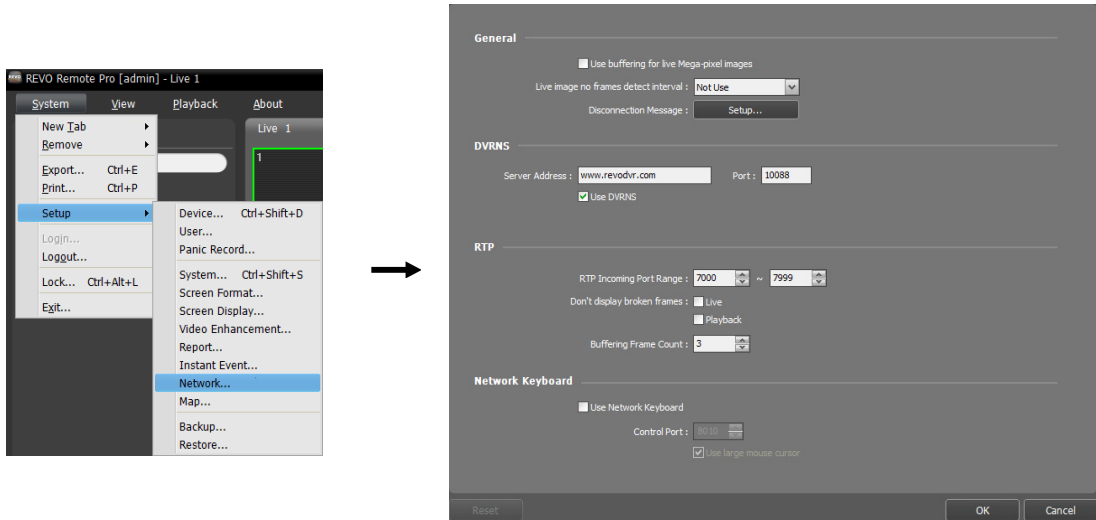 REVO REMO Remote Pro [admin] - Live 1
System View Playback About
New Tab
Remove
Export... Ctrl+E
Print... Ctrl+P
Setup
Login...
Logout...
Lock... Ctrl+Alt+L
Exit...
Live 1
1
Device... Ctrl+Shift+D
User...
Panic Record...
System... Ctrl+Shift+S
Screen Format...
Screen Display...
Video Enhancement...
Report...
Instant Event...
Network...
Map...
Backup...
Restore...
General
Use buffering for live Mega-pixel images
Live image no frames detect interval : Not Use
Disconnection Message : Setup...
DVRNS
Server Address : www.revodvr.com Port : 10088
Use DVRNS
RTP
RTP Incoming Port Range : 7000 ~ 7999
Don't display broken frames : Live
Playback
Buffering Frame Count : 3
Network Keyboard
Use Network Keyboard
Control Port : 8010
Use large mouse cursor
Reset OK Cancel